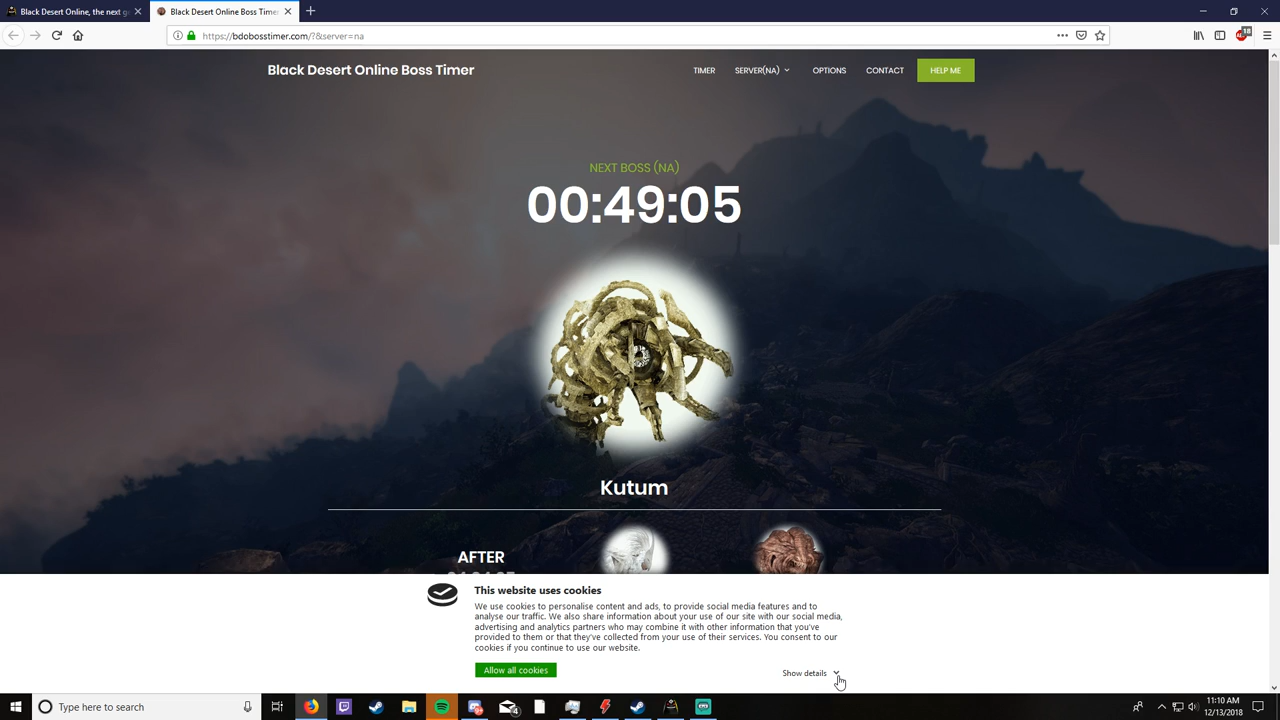 Black Desert Online, the next g
Black Desert Online Boss Timer
https://bdobosstimer.com/?&server=na
Black Desert Online Boss Timer
TIMER
SERVER(NA)
OPTIONS
CONTACT
HELP ME
NEXT BOSS (NA)
00:49:05
Kutum
AFTER
This website uses cookies
We use cookies to personalise content and ads, to provide social media features and to
analyse our traffic. We also share information about your use of our site with our social media,
advertising and analytics partners who may combine it with other information that you've
provided to them or that they've collected from your use of their services. You consent to our
cookies if you continue to use our website.
Allow all cookies
Show details
Type here to search
4
11:10 AM
12/13/2018